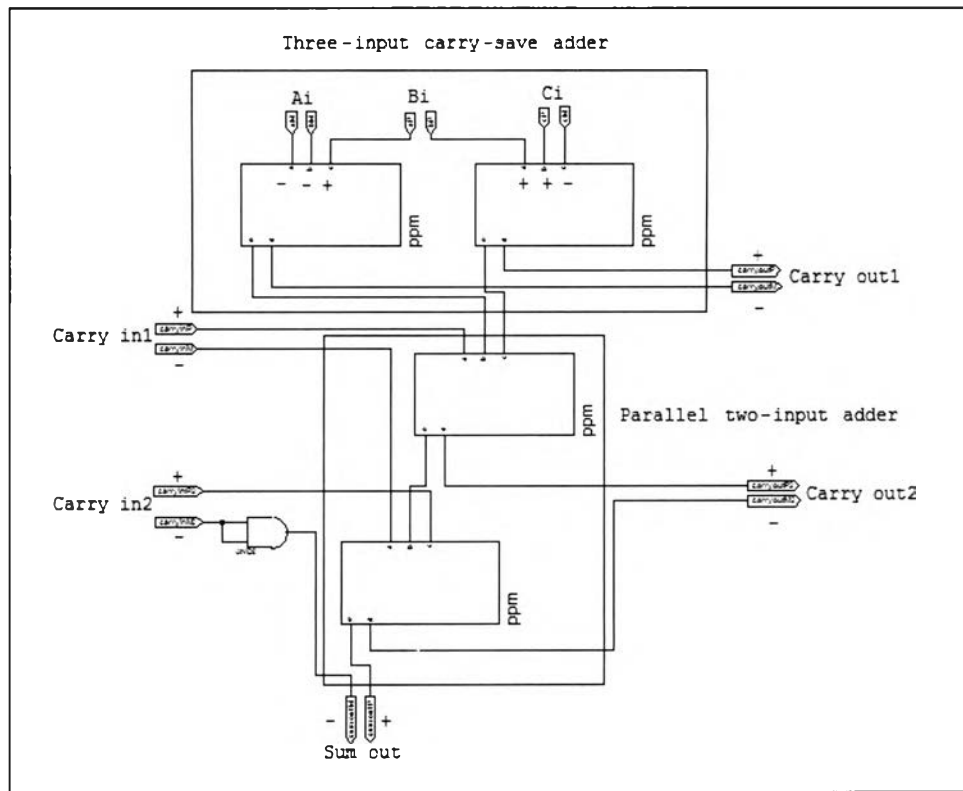 Three-input carry-save adder
Ai Bi Ci
- - +
+ + -
ppm
ppm
+
Carry out1
-
+
Carry in1
-
ppm
Parallel two-input adder
+
Carry in2
-
+
Carry out2
-
ppm
- +
Sum out